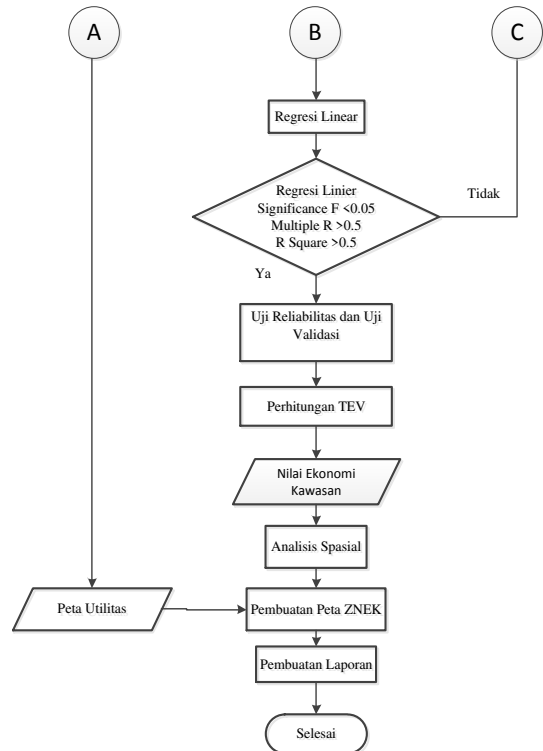 A
B
C
Regresi Linear
Regresi Linier
Significance F <0.05
Multiple R >0.5
R Square >0.5
Tidak
Ya
Uji Reliabilitas dan Uji
Validasi
Perhitungan TEV
Nilai Ekonomi
Kawasan
Analisis Spasial
Peta Utilitas
Pembuatan Peta ZNEK
Pembuatan Laporan
Selesai